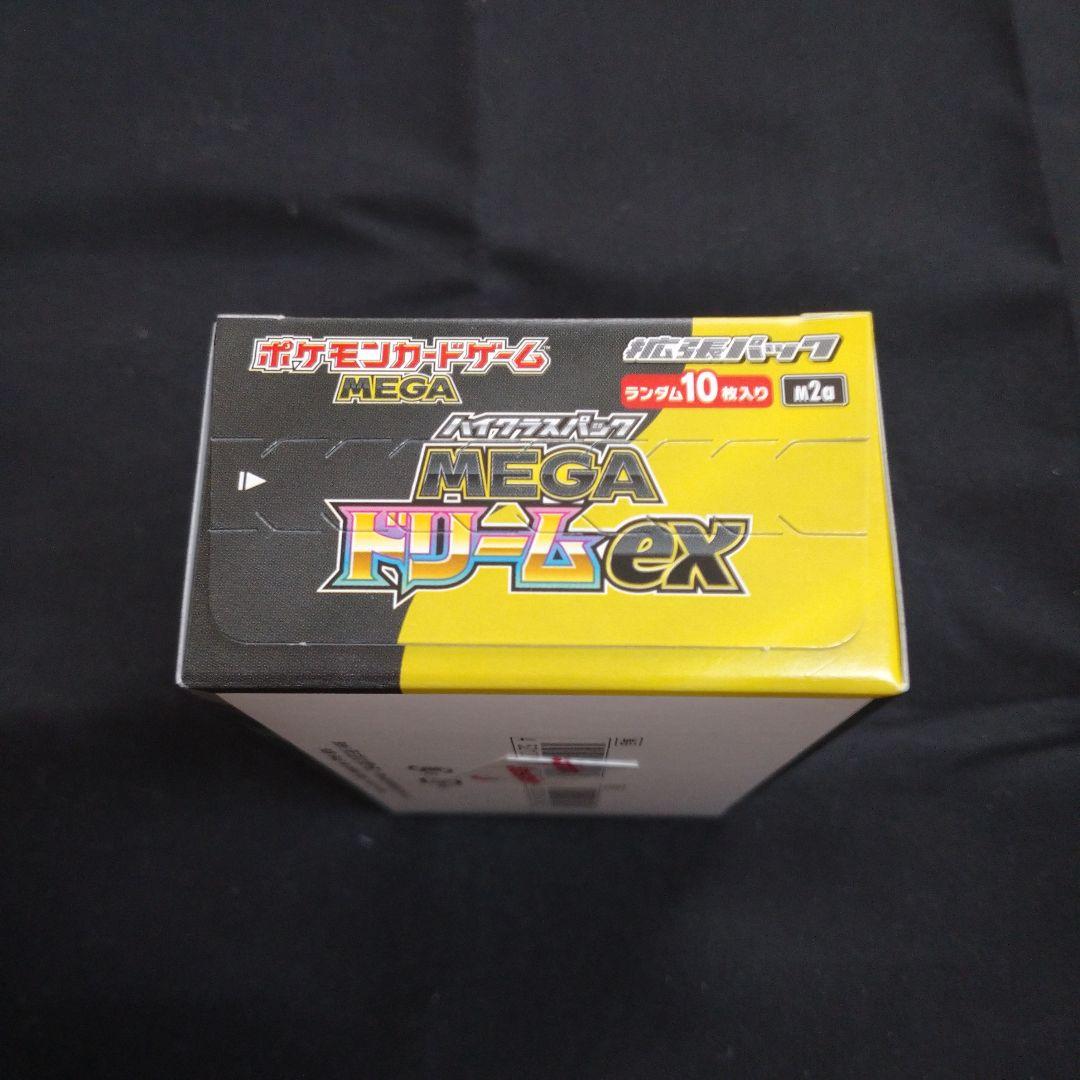 ポケモンカードゲーム
MEGA
拡張パック
ランダム10枚入り M2a
ハイクラスパック
MEGA
ドリームex